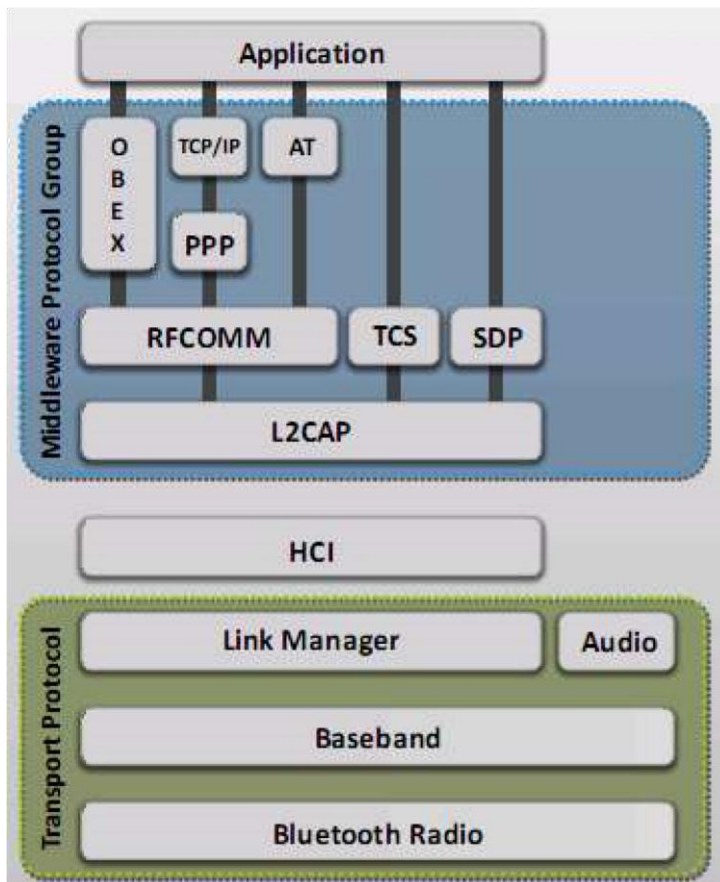 Application
Middleware Protocol Group
OBEX
TCP/IP
AT
PPP
RFCOMM
TCS
SDP
L2CAP
HCI
Transport Protocol
Link Manager
Audio
Baseband
Bluetooth Radio